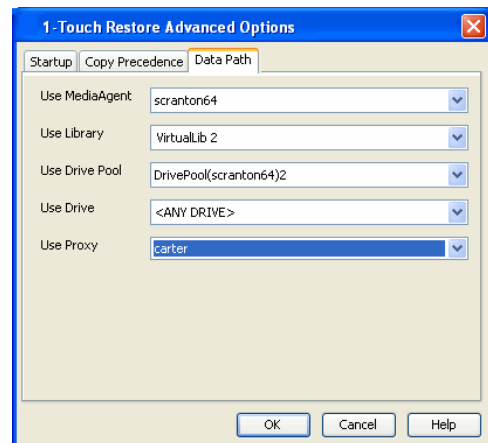 1-Touch Restore Advanced Options
Startup Copy Precedence Data Path
Use MediaAgent scranton64
Use Library VirtualLib 2
Use Drive Pool DrivePool(scranton64)2
Use Drive <ANY DRIVE>
Use Proxy carter
OK Cancel Help